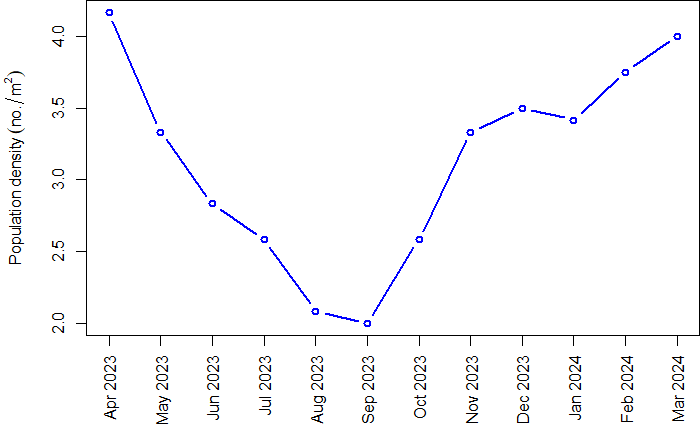 Population density (no./m²)
4.0
3.5
3.0
2.5
2.0
Apr 2023
May 2023
Jun 2023
Jul 2023
Aug 2023
Sep 2023
Oct 2023
Nov 2023
Dec 2023
Jan 2024
Feb 2024
Mar 2024